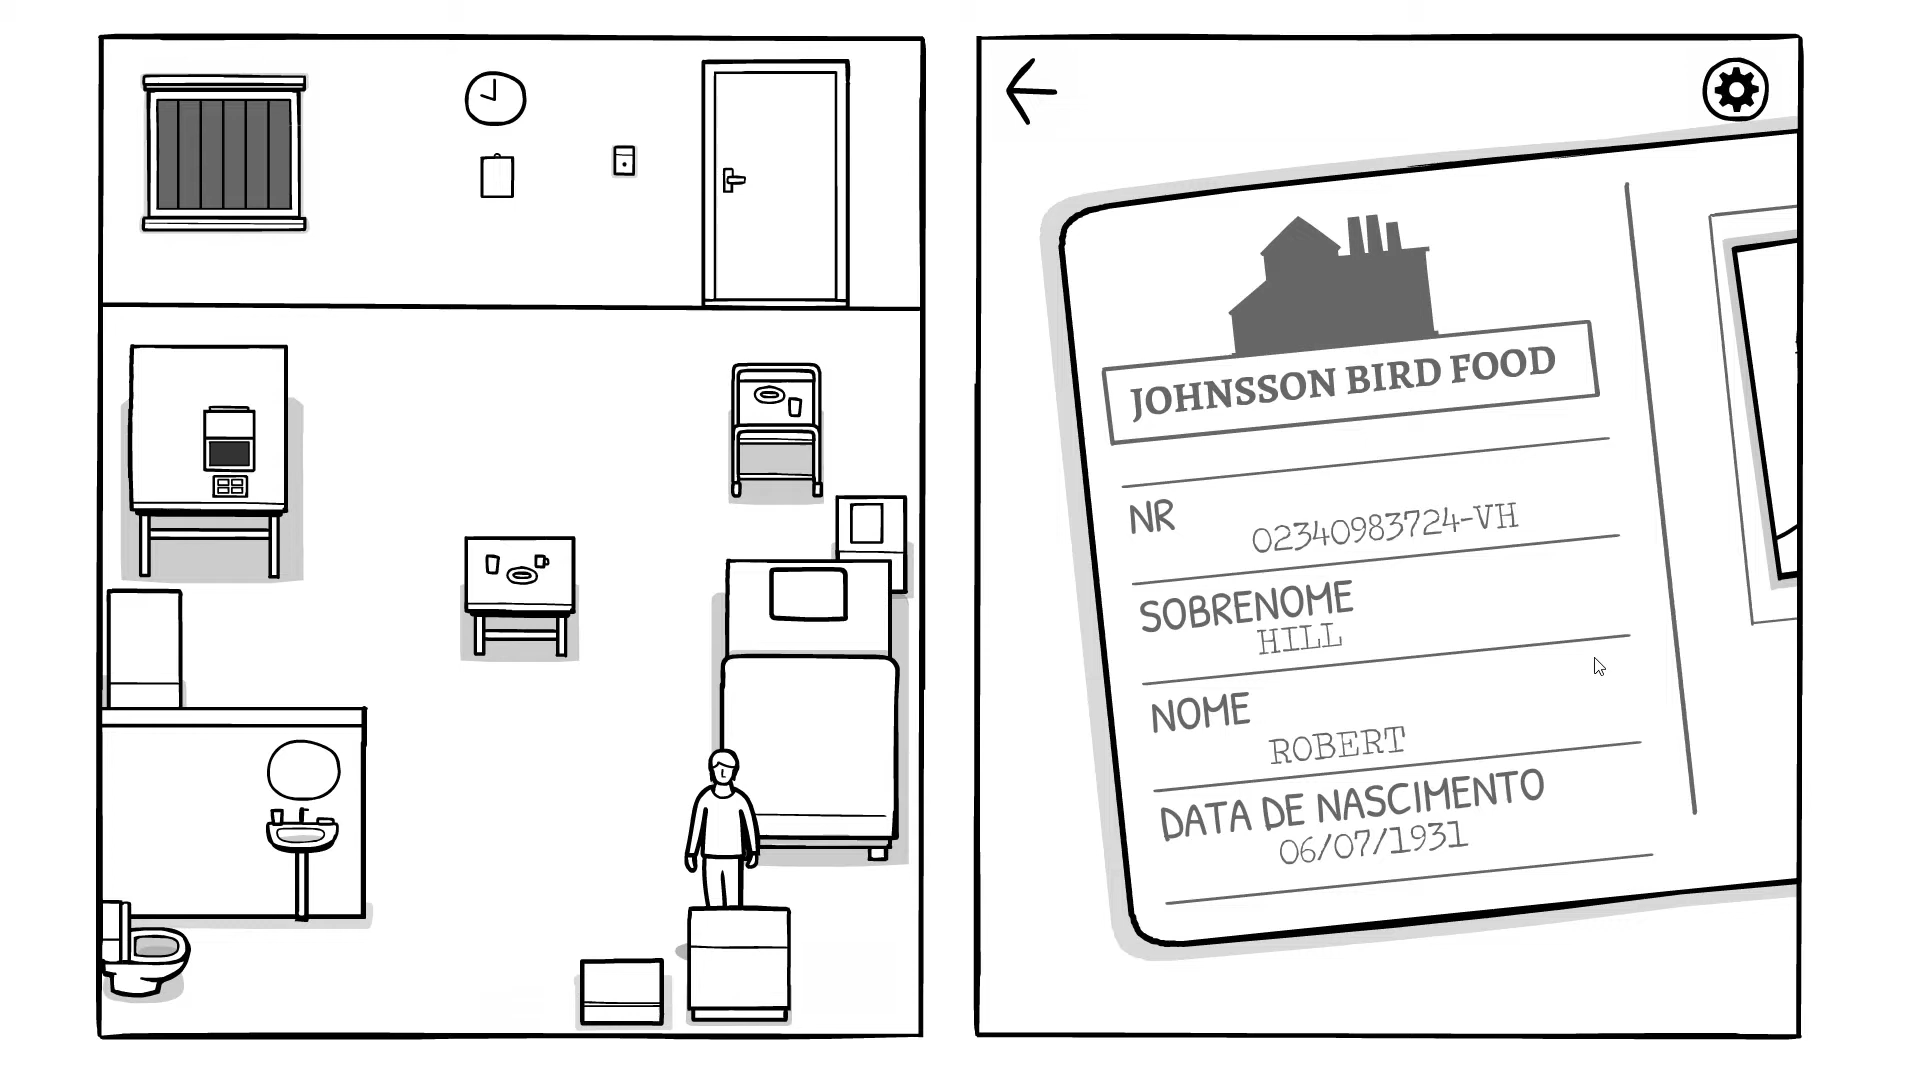 JOHNSSON BIRD FOOD
NR
02340983724-VH
SOBRENOME
HILL
NOME
ROBERT
DATA DE NASCIMENTO
06/07/1931